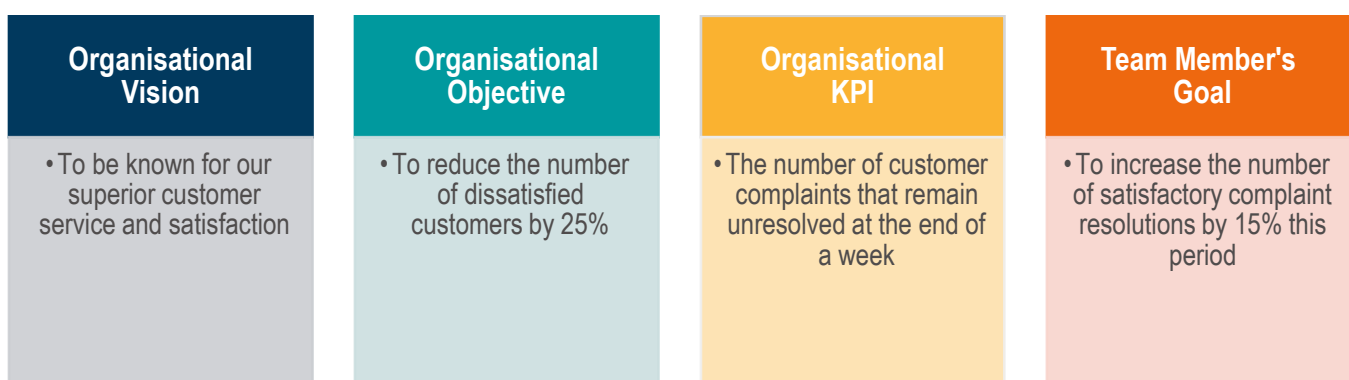 Organisational
Vision
• To be known for our
superior customer
service and satisfaction
Organisational
Objective
• To reduce the number
of dissatisfied
customers by 25%
Organisational
KPI
• The number of customer
complaints that remain
unresolved at the end of
a week
Team Member's
Goal
• To increase the number
of satisfactory complaint
resolutions by 15% this
period